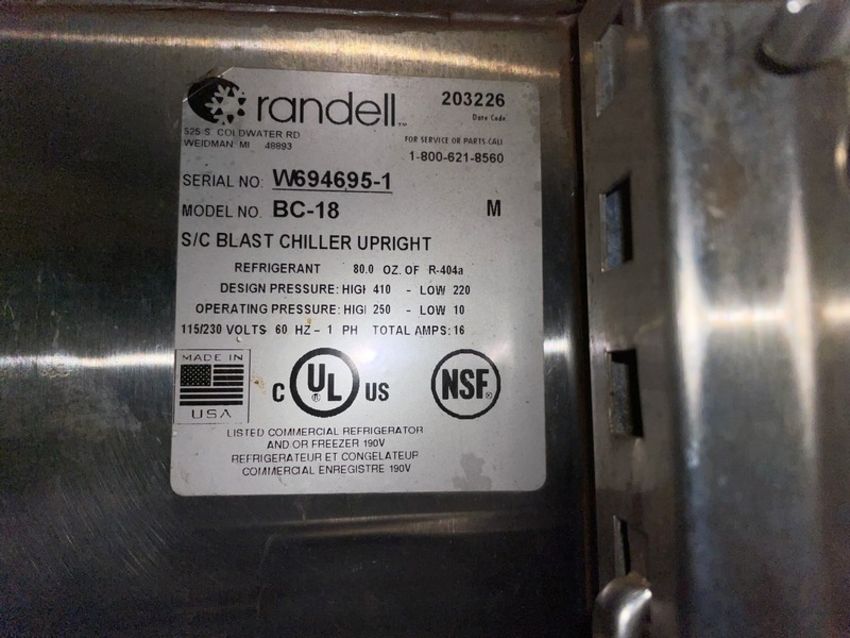 randell™ 203226
Date Code
525 S. COLDWATER RD
WEIDMAN, MI 48893
FOR SERVICE OR PARTS CALL
1-800-621-8560
SERIAL NO: W694695-1
MODEL NO. BC-18 M
S/C BLAST CHILLER UPRIGHT
REFRIGERANT 80.0 OZ. OF R-404a
DESIGN PRESSURE: HIGH 410 - LOW 220
OPERATING PRESSURE: HIGH 250 - LOW 10
115/230 VOLTS 60 HZ - 1 PH TOTAL AMPS: 16
MADE IN
USA
C UL US
®
NSF®
LISTED COMMERCIAL REFRIGERATOR
AND/OR FREEZER 190V
REFRIGERATEUR ET CONGELATEUR
COMMERCIAL ENREGISTRE 190V